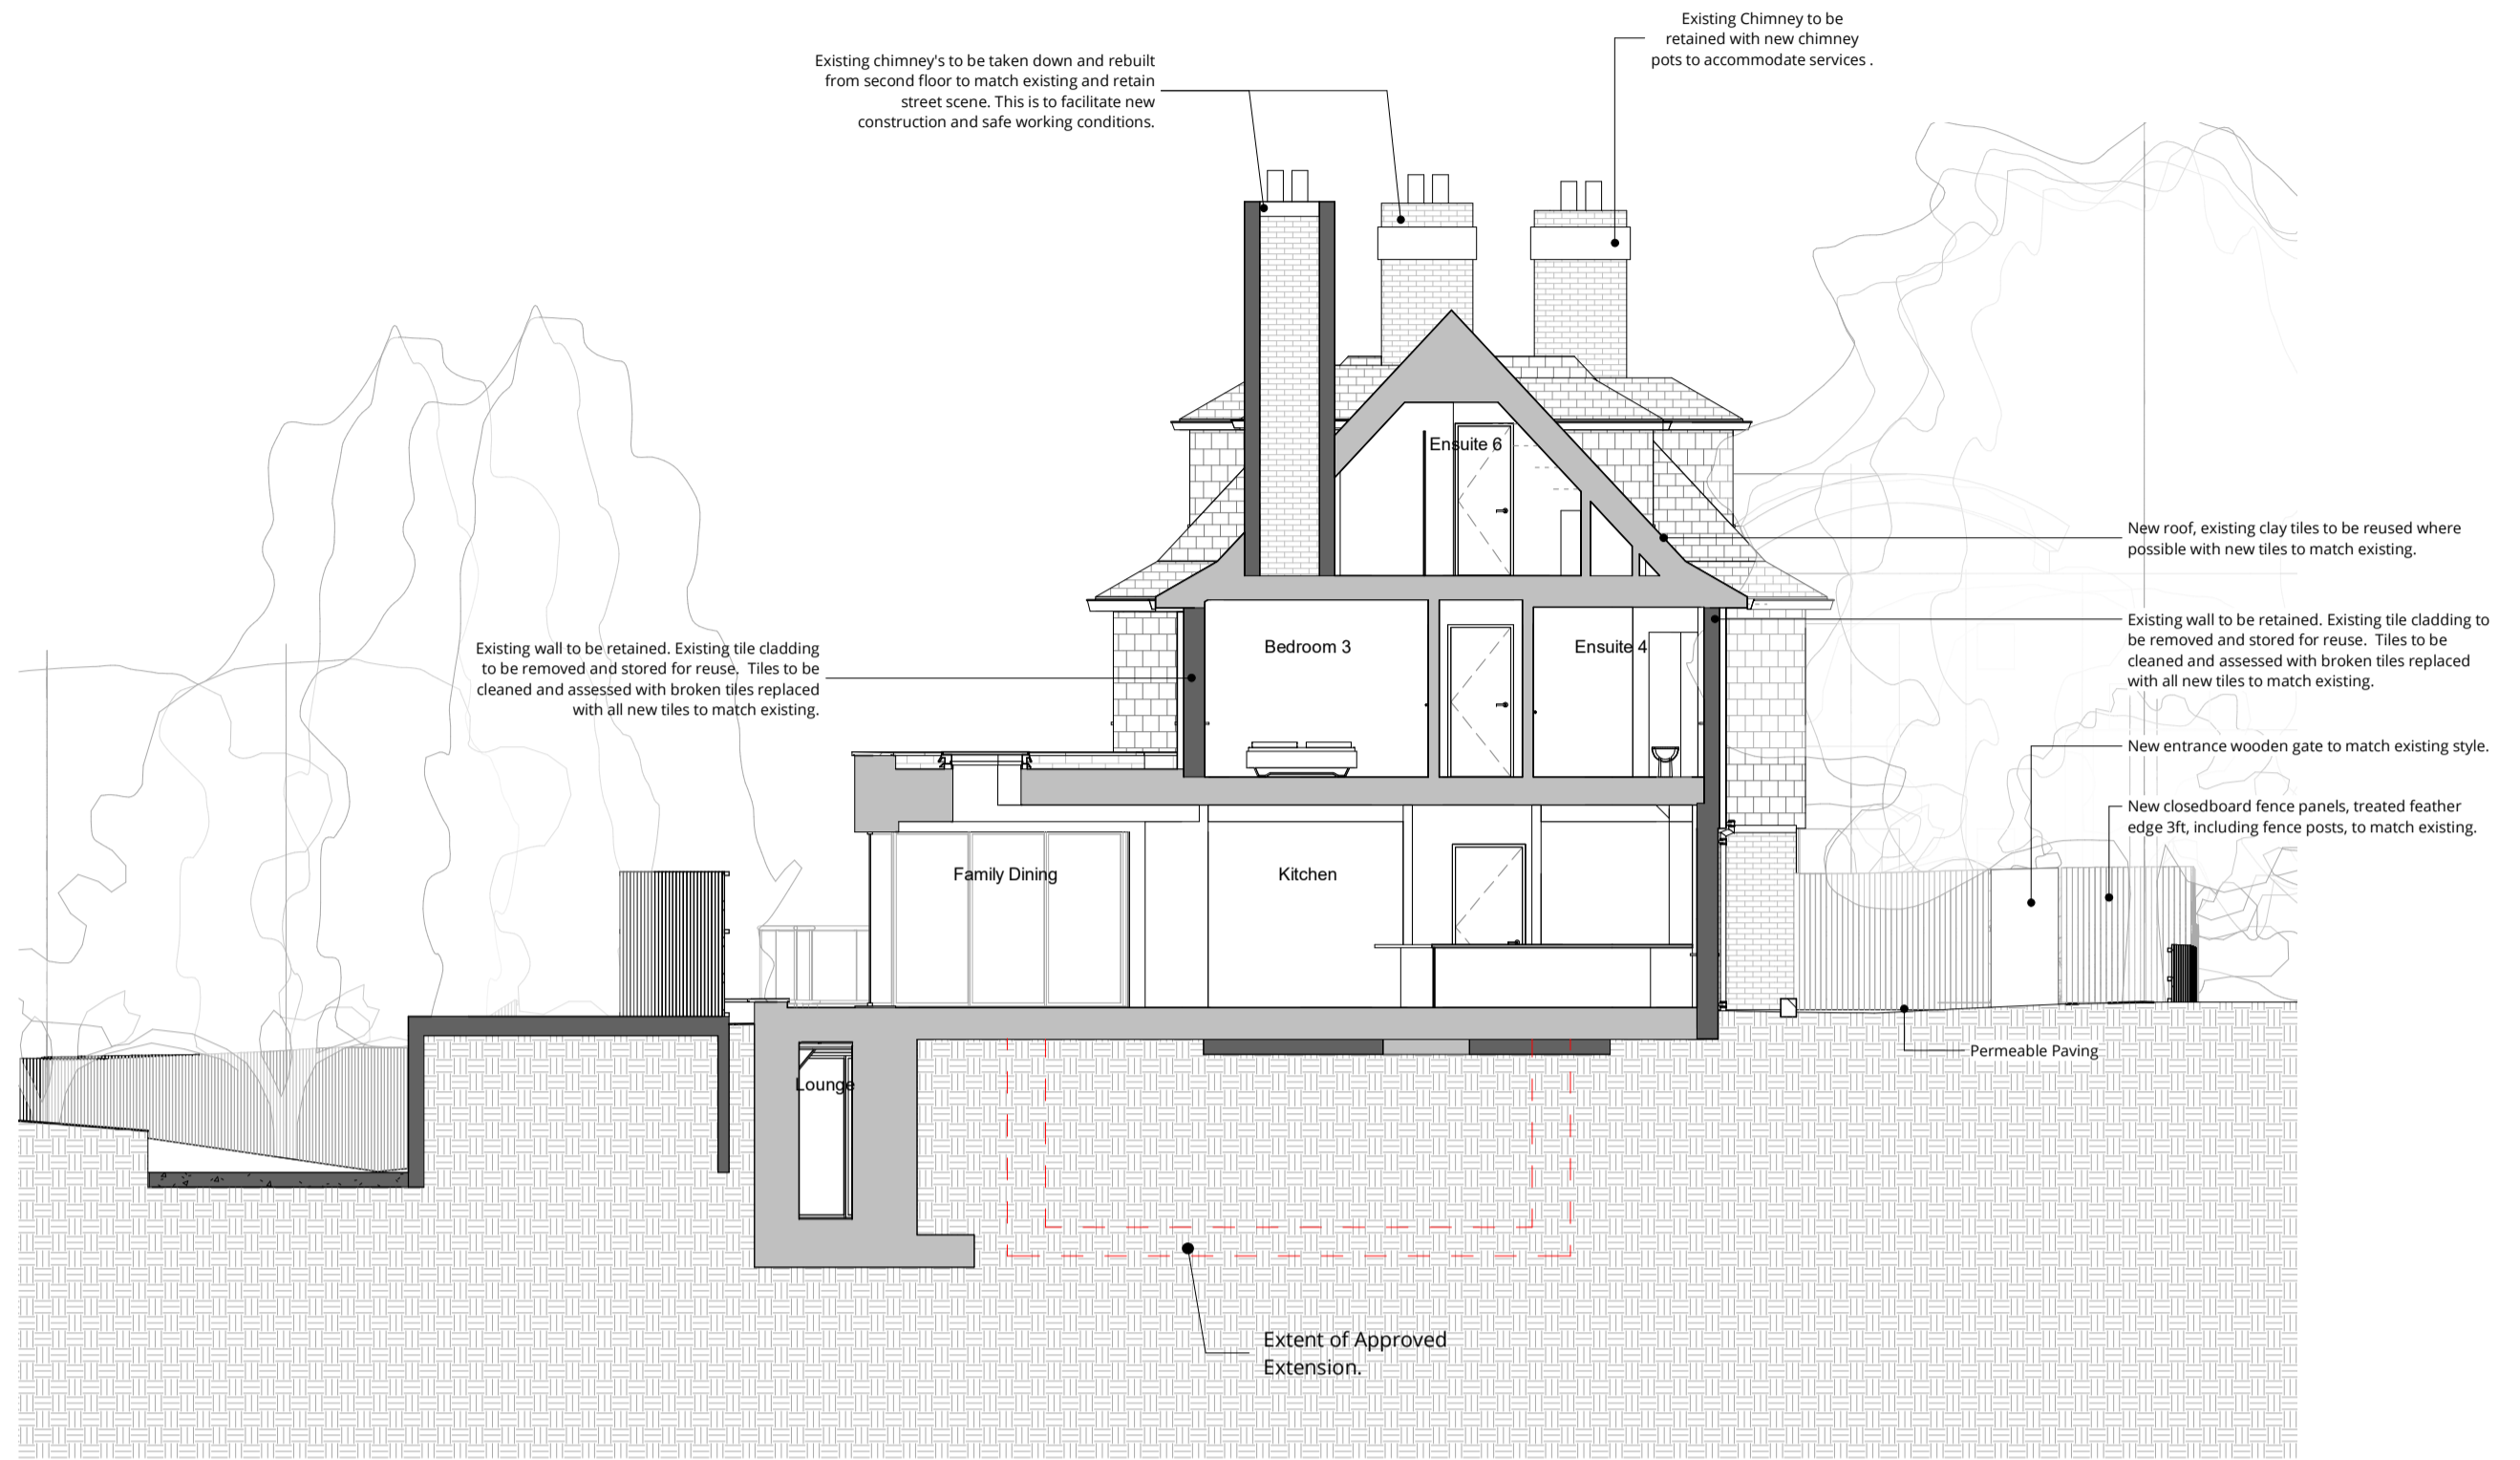 Existing Chimney to be
retained with new chimney
pots to accommodate services .
Existing chimney's to be taken down and rebuilt
from second floor to match existing and retain
street scene. This is to facilitate new
construction and safe working conditions.
Ensuite 6
New roof, existing clay tiles to be reused where
possible with new tiles to match existing.
Existing wall to be retained. Existing tile cladding to
be removed and stored for reuse.  Tiles to be
cleaned and assessed with broken tiles replaced
with all new tiles to match existing.
Existing wall to be retained. Existing tile cladding
to be removed and stored for reuse.  Tiles to be
cleaned and assessed with broken tiles replaced
with all new tiles to match existing.
Bedroom 3
Ensuite 4
New entrance wooden gate to match existing style.
New closedboard fence panels, treated feather
edge 3ft, including fence posts, to match existing.
Family Dining
Kitchen
Permeable Paving
Lounge
Extent of Approved
Extension.